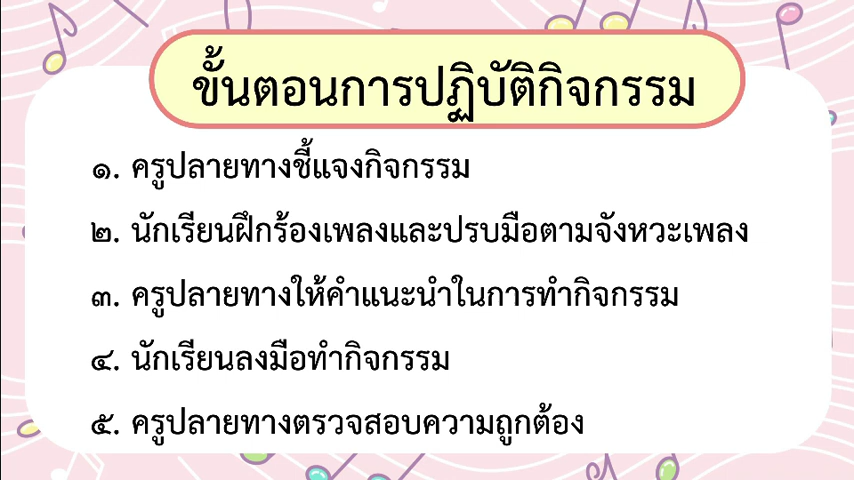 ขั้นตอนการปฏิบัติกิจกรรม
๑. ครูปลายทางชี้แจงกิจกรรม
๒. นักเรียนฝึกร้องเพลงและปรบมือตามจังหวะเพลง
๓. ครูปลายทางให้คำแนะนำในการทำกิจกรรม
๔. นักเรียนลงมือทำกิจกรรม
๕. ครูปลายทางตรวจสอบความถูกต้อง